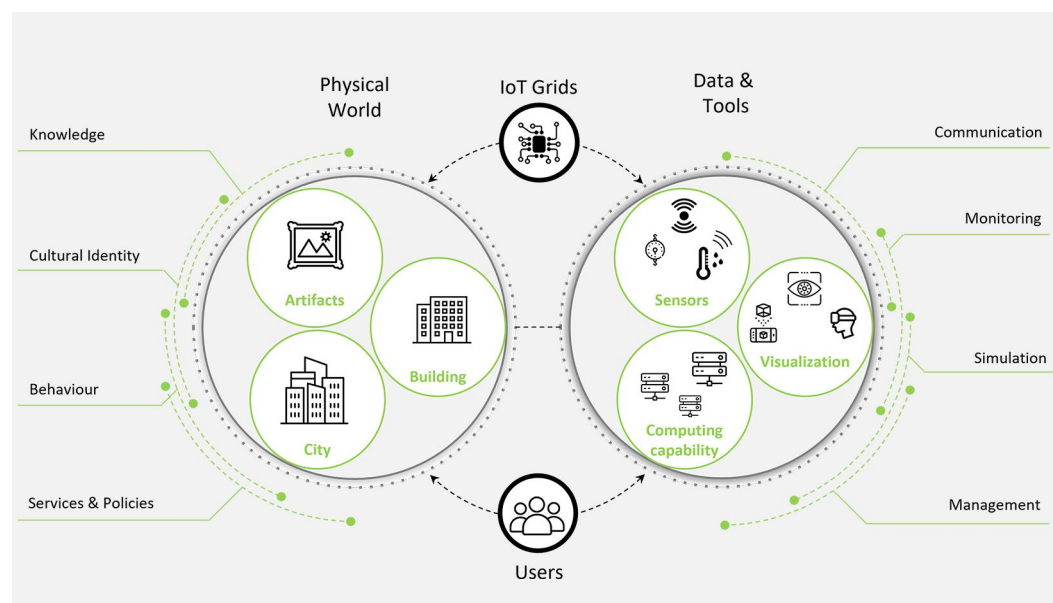 Physical
World
IoT Grids
Data &
Tools
Knowledge
Cultural Identity
Behaviour
Services & Policies
Artifacts
Building
City
Sensors
Visualization
Computing
capability
Communication
Monitoring
Simulation
Management
Users